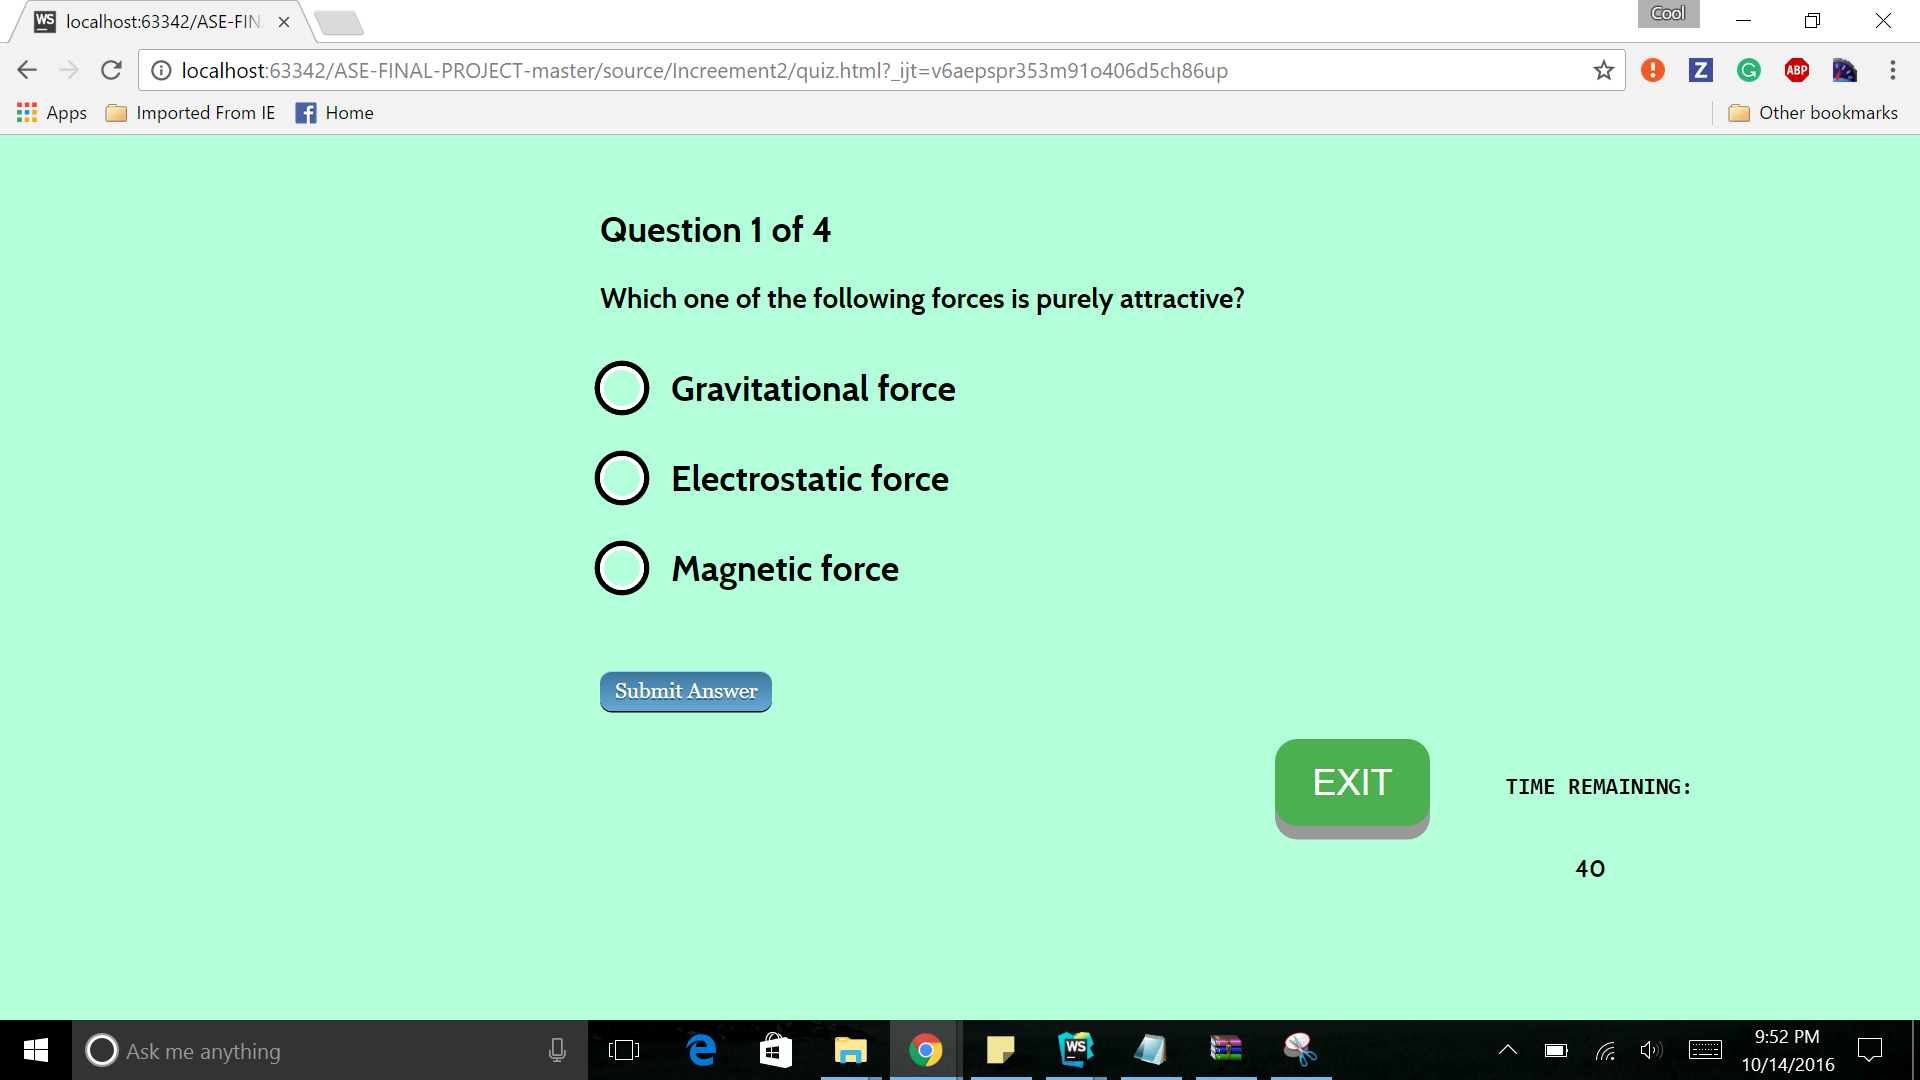 WS localhost:63342/ASE-FIN
Cool
localhost:63342/ASE-FINAL-PROJECT-master/source/Increement2/quiz.html?_ijt=v6aepspr353m91o406d5ch86up
Z G ABP
Apps Imported From IE f Home Other bookmarks
Question 1 of 4
Which one of the following forces is purely attractive?
Gravitational force
Electrostatic force
Magnetic force
Submit Answer
EXIT TIME REMAINING:
40
Ask me anything
WS
9:52 PM
10/14/2016